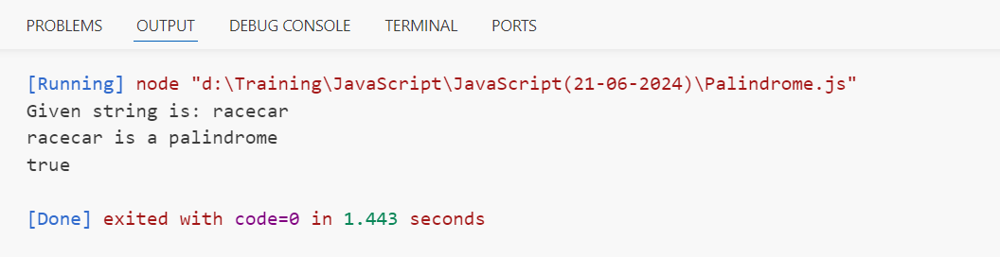 PROBLEMS OUTPUT DEBUG CONSOLE TERMINAL PORTS
[Running] node "d:\Training\JavaScript\JavaScript(21-06-2024)\Palindrome.js"
Given string is: racecar
racecar is a palindrome
true
[Done] exited with code=0 in 1.443 seconds